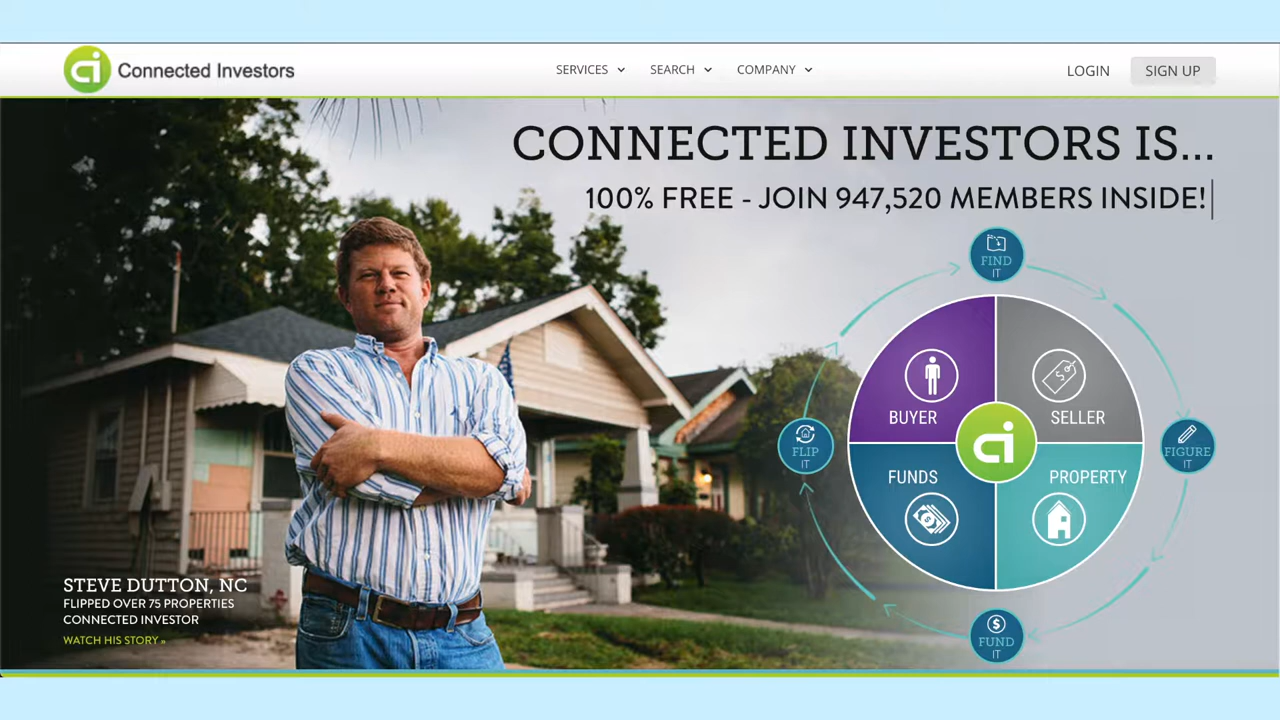 ci Connected Investors
SERVICES SEARCH COMPANY
LOGIN SIGN UP
CONNECTED INVESTORS IS...
100% FREE - JOIN 947,520 MEMBERS INSIDE!
FIND
IT
BUYER SELLER
$
ci
FLIP
IT
FIGURE
IT
FUNDS PROPERTY
$
$
FUND
IT
STEVE DUTTON, NC
FLIPPED OVER 75 PROPERTIES
CONNECTED INVESTOR
WATCH HIS STORY »